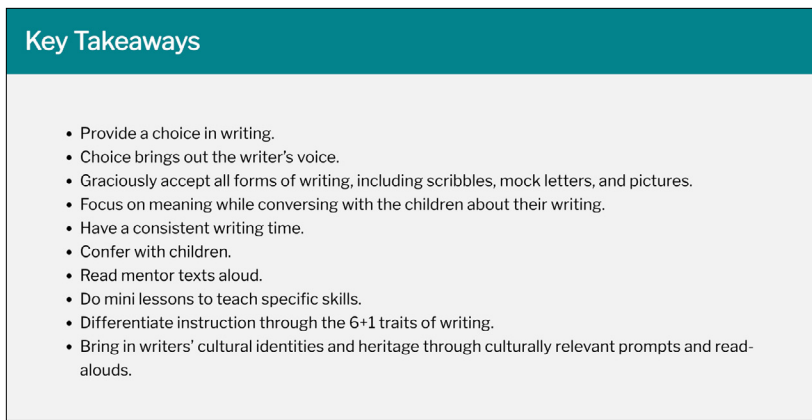 Key Takeaways
• Provide a choice in writing.
• Choice brings out the writer's voice.
• Graciously accept all forms of writing, including scribbles, mock letters, and pictures.
• Focus on meaning while conversing with the children about their writing.
• Have a consistent writing time.
• Confer with children.
• Read mentor texts aloud.
• Do mini lessons to teach specific skills.
• Differentiate instruction through the 6+1 traits of writing.
• Bring in writers' cultural identities and heritage through culturally relevant prompts and read-
alouds.